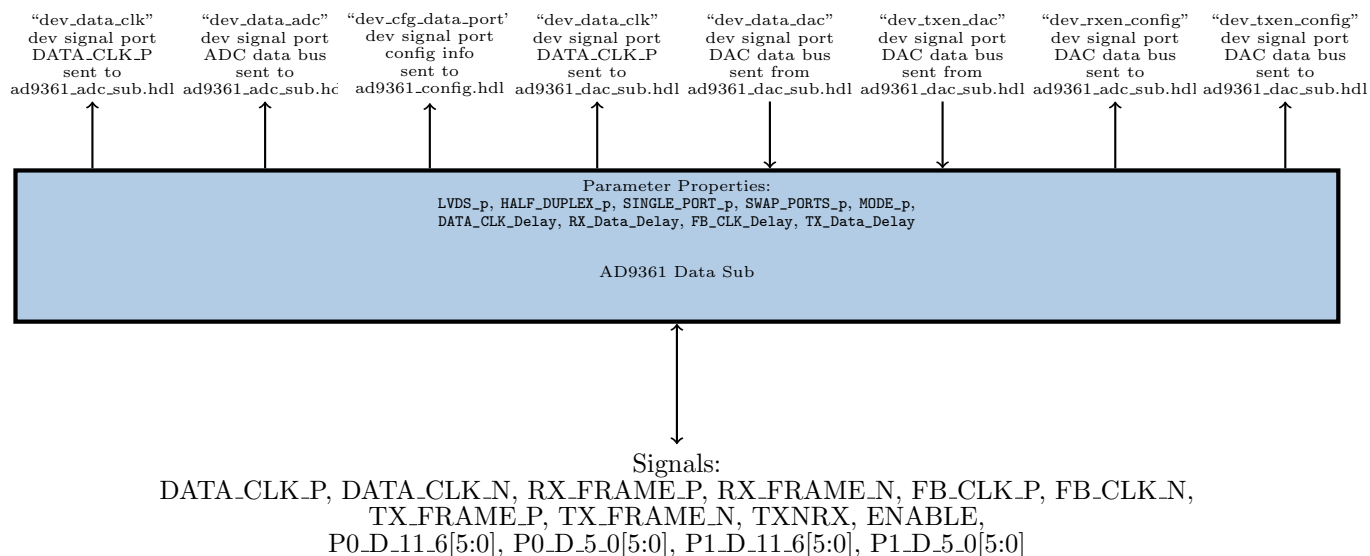 “dev_data_clk”
dev signal port
DATA_CLK_P
sent to
ad9361_adc_sub.hdl
“dev_data_adc”
dev signal port
ADC data bus
sent to
ad9361_adc_sub.hd
“dev_cfg_data_port’
dev signal port
config info
sent to
ad9361_config.hdl
“dev_data_clk”
dev signal port
DATA_CLK_P
sent to
ad9361_dac_sub.hdl
“dev_data_dac”
dev signal port
DAC data bus
sent from
ad9361_dac_sub.hdl
“dev_txen_dac”
dev signal port
DAC data bus
sent from
ad9361_dac_sub.hdl
“dev_rxen_config”
dev signal port
DAC data bus
sent to
ad9361_adc_sub.hdl
“dev_txen_config”
dev signal port
DAC data bus
sent to
ad9361_dac_sub.hdl
Parameter Properties:
LVDS_p, HALF_DUPLEX_p, SINGLE_PORT_p, SWAP_PORTS_p, MODE_p,
DATA_CLK_Delay, RX_Data_Delay, FB_CLK_Delay, TX_Data_Delay
AD9361 Data Sub
Signals:
DATA_CLK_P, DATA_CLK_N, RX_FRAME_P, RX_FRAME_N, FB_CLK_P, FB_CLK_N,
TX_FRAME_P, TX_FRAME_N, TXNRX, ENABLE,
P0_D_11_6[5:0], P0_D_5_0[5:0], P1_D_11_6[5:0], P1_D_5_0[5:0]